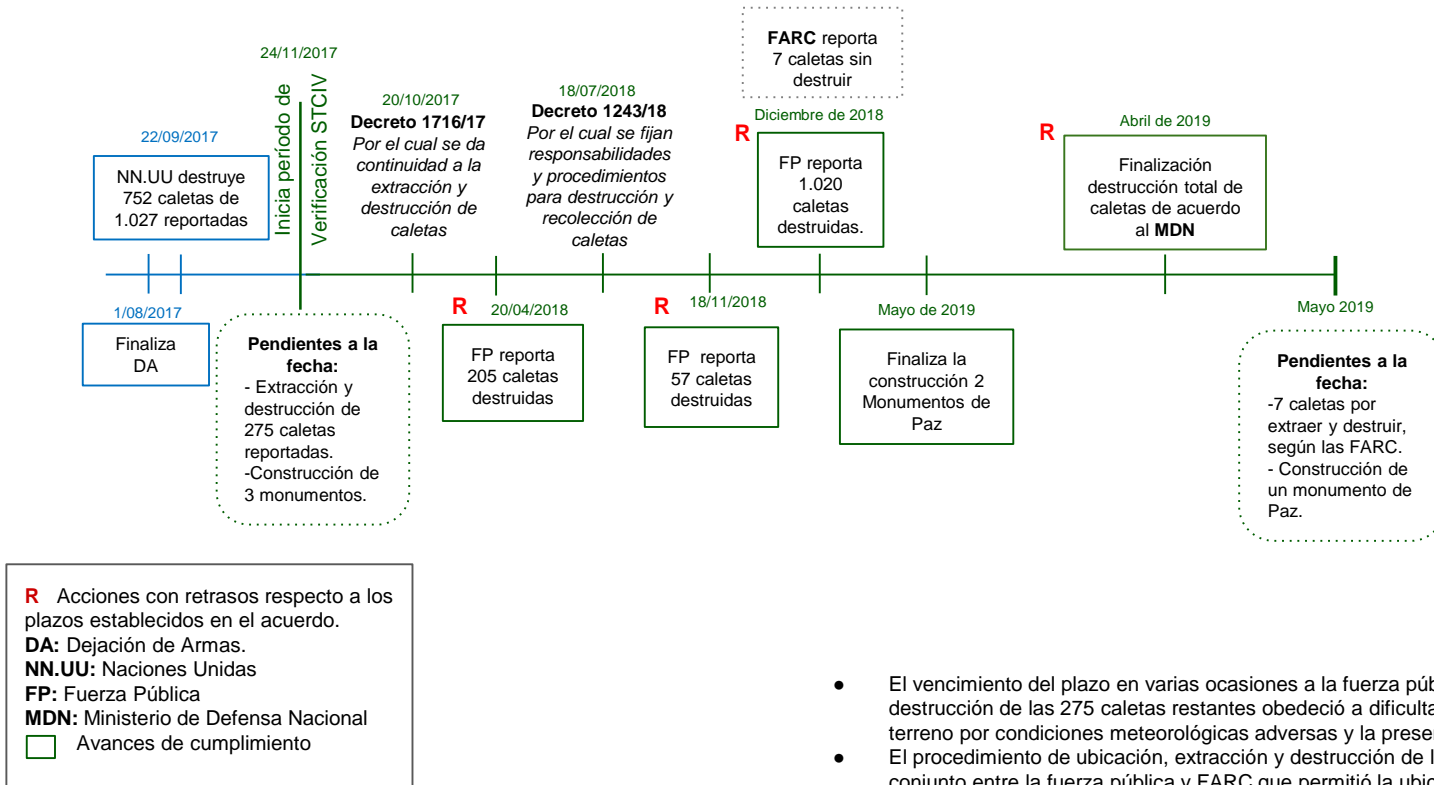 FARC reporta
7 caletas sin
destruir
24/11/2017
Inicia período de
Verificación STCIV
20/10/2017
Decreto 1716/17
Por el cual se da
continuidad a la
extracción y
destrucción de
caletas
18/07/2018
Decreto 1243/18
Por el cual se fijan
responsabilidades
y procedimientos
para destrucción y
recolección de
caletas
R
Diciembre de 2018
FP reporta
1.020
caletas
destruidas.
R
Abril de 2019
Finalización
destrucción total de
caletas de acuerdo
al MDN
22/09/2017
NN.UU destruye
752 caletas de
1.027 reportadas
1/08/2017
Finaliza
DA
Pendientes a la
fecha:
- Extracción y
destrucción de
275 caletas
reportadas.
-Construcción de
3 monumentos.
R
20/04/2018
FP reporta
205 caletas
destruidas
R
18/11/2018
FP reporta
57 caletas
destruidas
Mayo de 2019
Finaliza la
construcción 2
Monumentos de
Paz
Mayo 2019
Pendientes a la
fecha:
-7 caletas por
extraer y destruir,
según las FARC.
- Construcción de
un monumento de
Paz.
R Acciones con retrasos respecto a los
plazos establecidos en el acuerdo.
DA: Dejación de Armas.
NN.UU: Naciones Unidas
FP: Fuerza Pública
MDN: Ministerio de Defensa Nacional
Avances de cumplimiento
● El vencimiento del plazo en varias ocasiones a la fuerza
destrucción de las 275 caletas restantes obedeció a
terreno por condiciones meteorológicas adversas y la
● El procedimiento de ubicación, extracción y destrucción de
conjunto entre la fuerza pública y FARC que permitió la